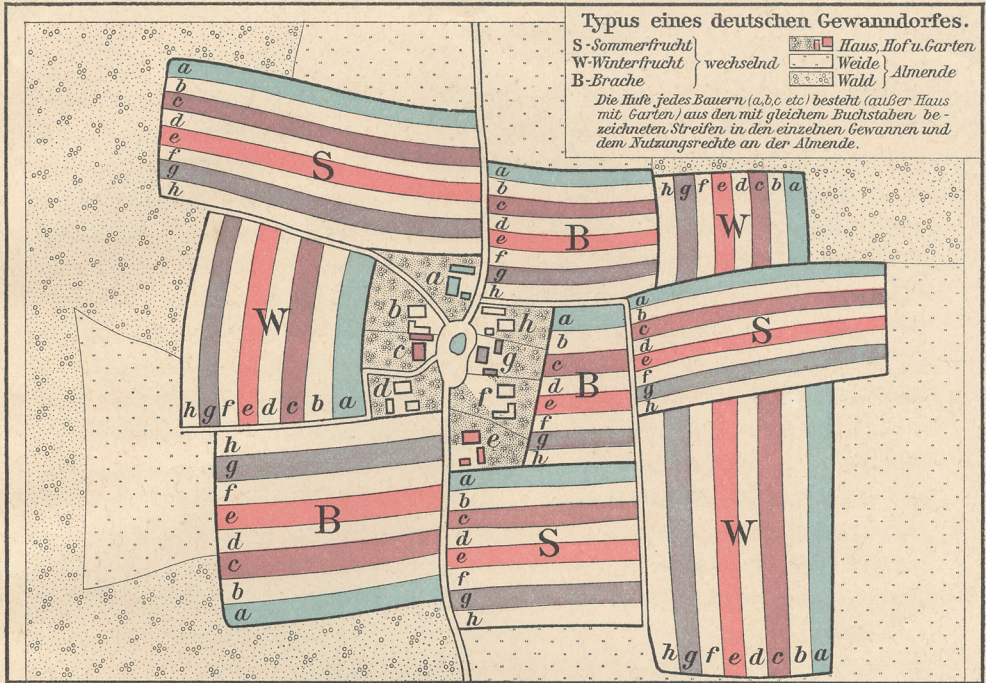 Typus eines deutschen Gewanndorfes.
S - Sommerfrucht
W - Winterfrucht
B - Brache
wechselnd
Haus, Hof u. Garten
Weide
Wald
Almende
Die Hufe jedes Bauern (a,b,c etc) besteht (außer Haus
mit Garten) aus den mit gleichem Buchstaben be-
zeichneten Streifen in den einzelnen Gewannen und
dem Nutzungsrechte an der Almende.
a
b
c
d
e
f
g
h
S
a
b
c
d
e
f
g
h
B
h g f e d c b a
W
W
h g f e d c b a
a
b
c
d
e
f
g
h
a
b
c
d
e
f
g
h
B
a
b
c
d
e
f
g
h
S
h
g
f
e
d
c
b
a
B
a
b
c
d
e
f
g
h
S
W
h g f e d c b a